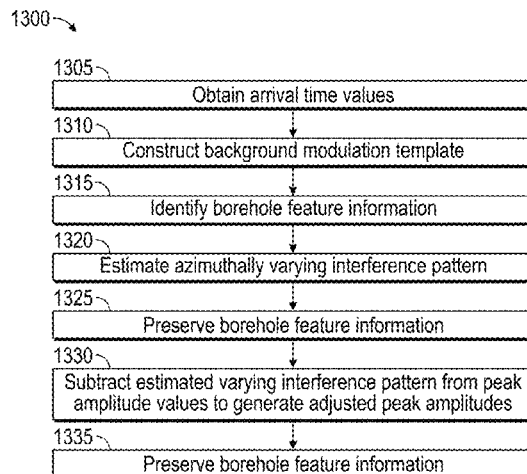 1300
1305
Obtain arrival time values
1310
Construct background modulation template
1315
Identify borehole feature information
1320
Estimate azimuthally varying interference pattern
1325
Preserve borehole feature information
1330
Subtract estimated varying interference pattern from peak
amplitude values to generate adjusted peak amplitudes
1335
Preserve borehole feature information